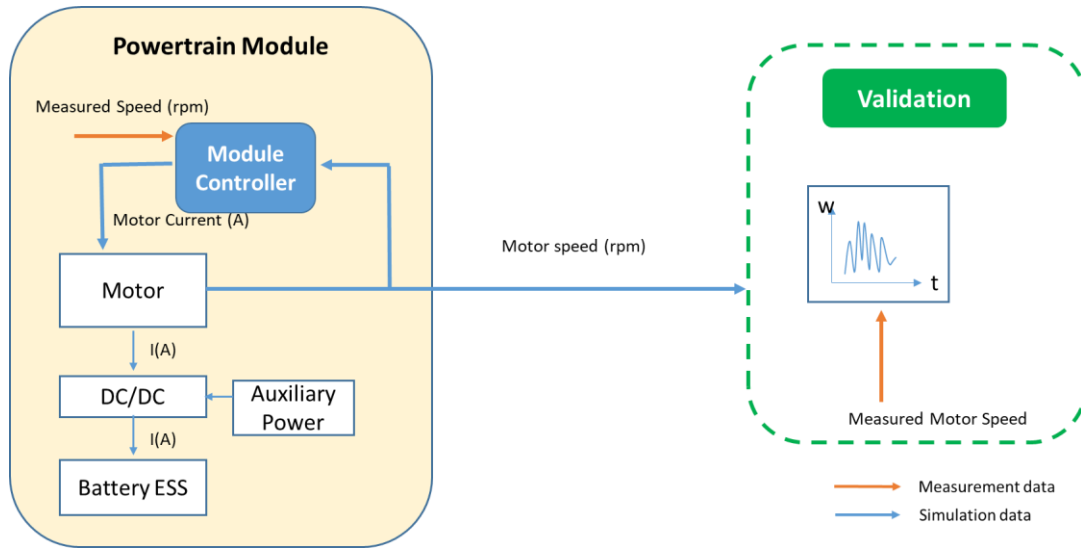 Powertrain Module
Measured Speed (rpm)
Module
Controller
Motor Current (A)
Motor
I(A)
DC/DC
Auxiliary
Power
I(A)
Battery ESS
Motor speed (rpm)
Validation
w
t
Measured Motor Speed
Measurement data
Simulation data